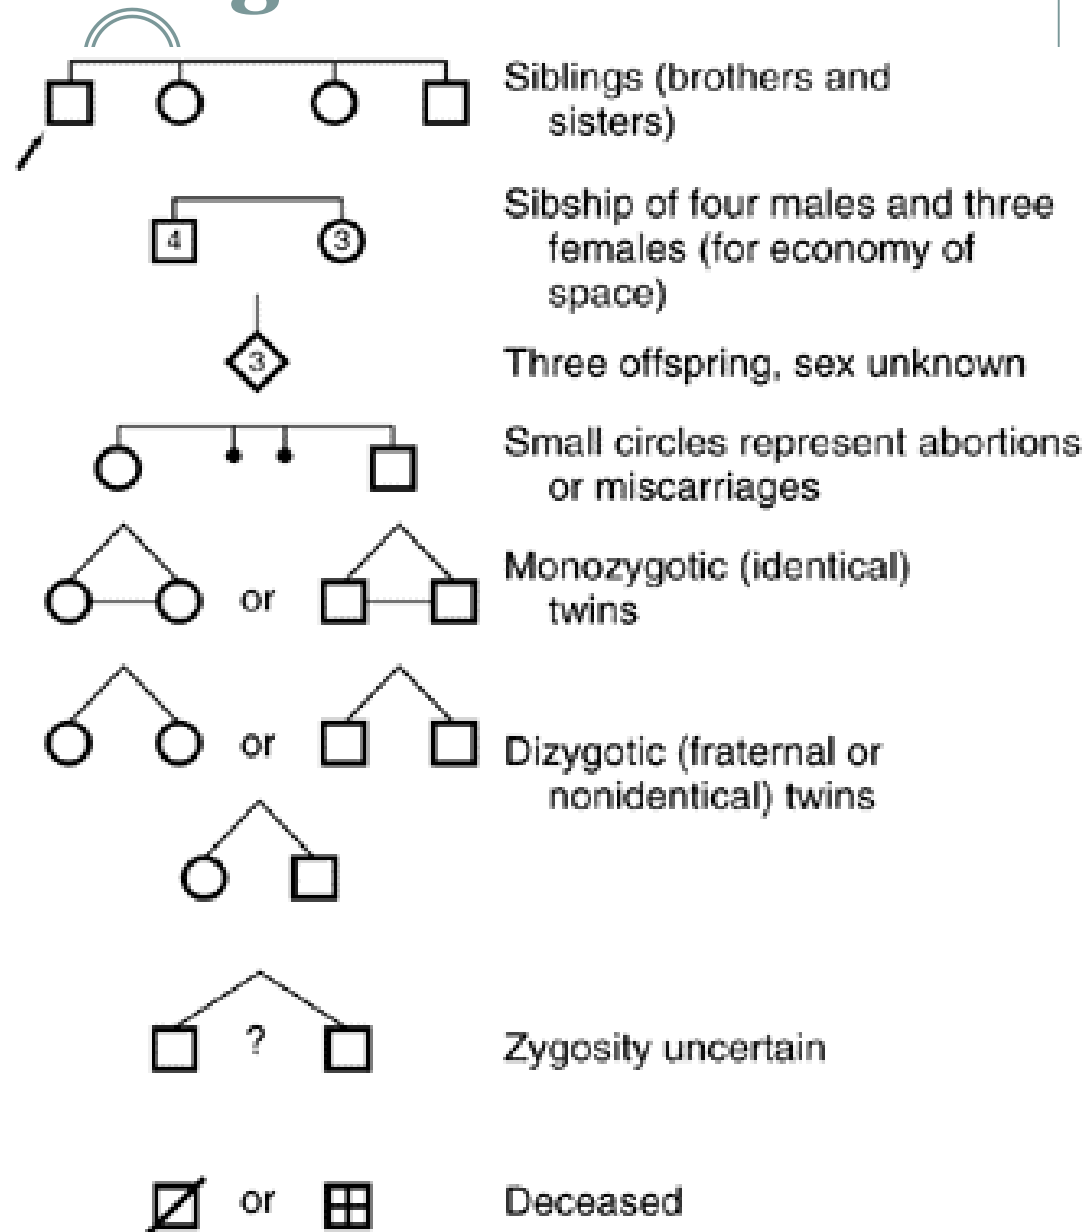 g
Siblings (brothers and
sisters)
Sibship of four males and three
4
3
females (for economy of
space)
3
Three offspring, sex unknown
Small circles represent abortions
or miscarriages
Monozygotic (identical)
or
twins
or
Dizygotic (fraternal or
nonidentical) twins
?
Zygosity uncertain
or
Deceased